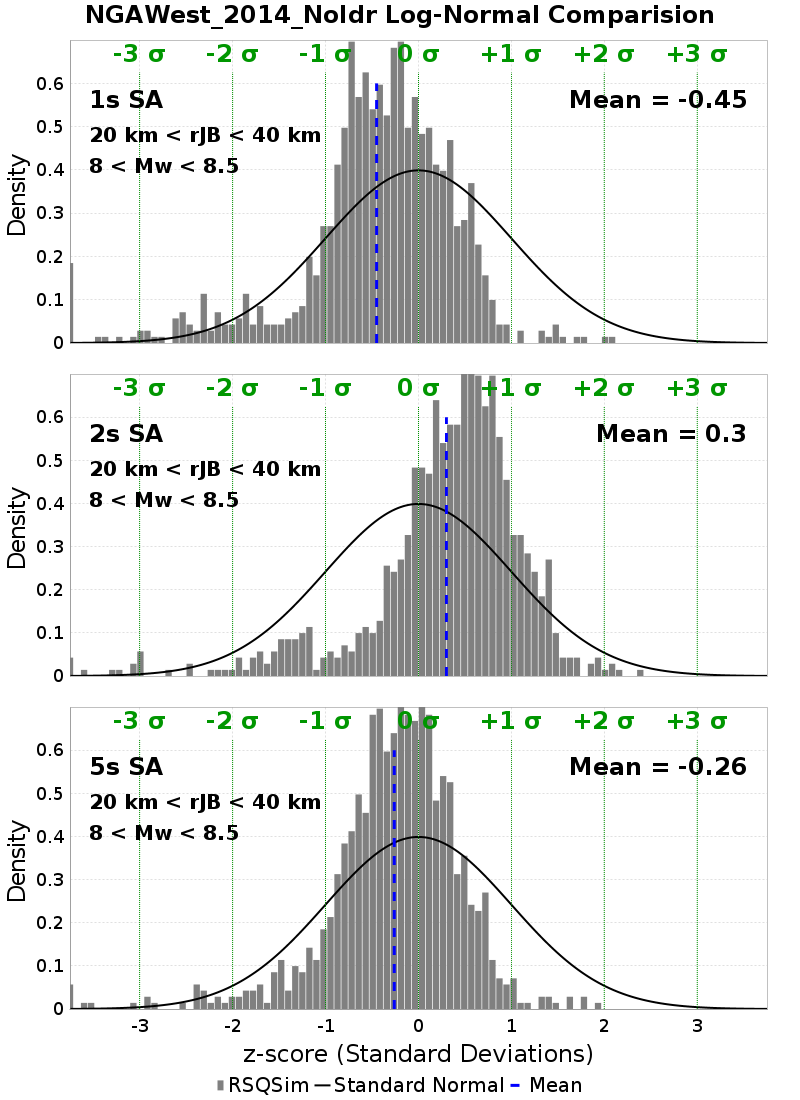 NGAWest_2014_NoIdr Log-Normal Comparision
-3 σ -2 σ -1 σ 0 σ +1 σ +2 σ +3 σ
1s SA Mean = -0.45
20 km < rJB < 40 km
8 < Mw < 8.5
Density
0.6
0.5
0.4
0.3
0.2
0.1
0
-3 σ -2 σ -1 σ 0 σ +1 σ +2 σ +3 σ
2s SA Mean = 0.3
20 km < rJB < 40 km
8 < Mw < 8.5
Density
0.6
0.5
0.4
0.3
0.2
0.1
0
-3 σ -2 σ -1 σ 0 σ +1 σ +2 σ +3 σ
5s SA Mean = -0.26
20 km < rJB < 40 km
8 < Mw < 8.5
Density
0.6
0.5
0.4
0.3
0.2
0.1
0
-3 -2 -1 0 1 2 3
z-score (Standard Deviations)
RSQSim Standard Normal Mean